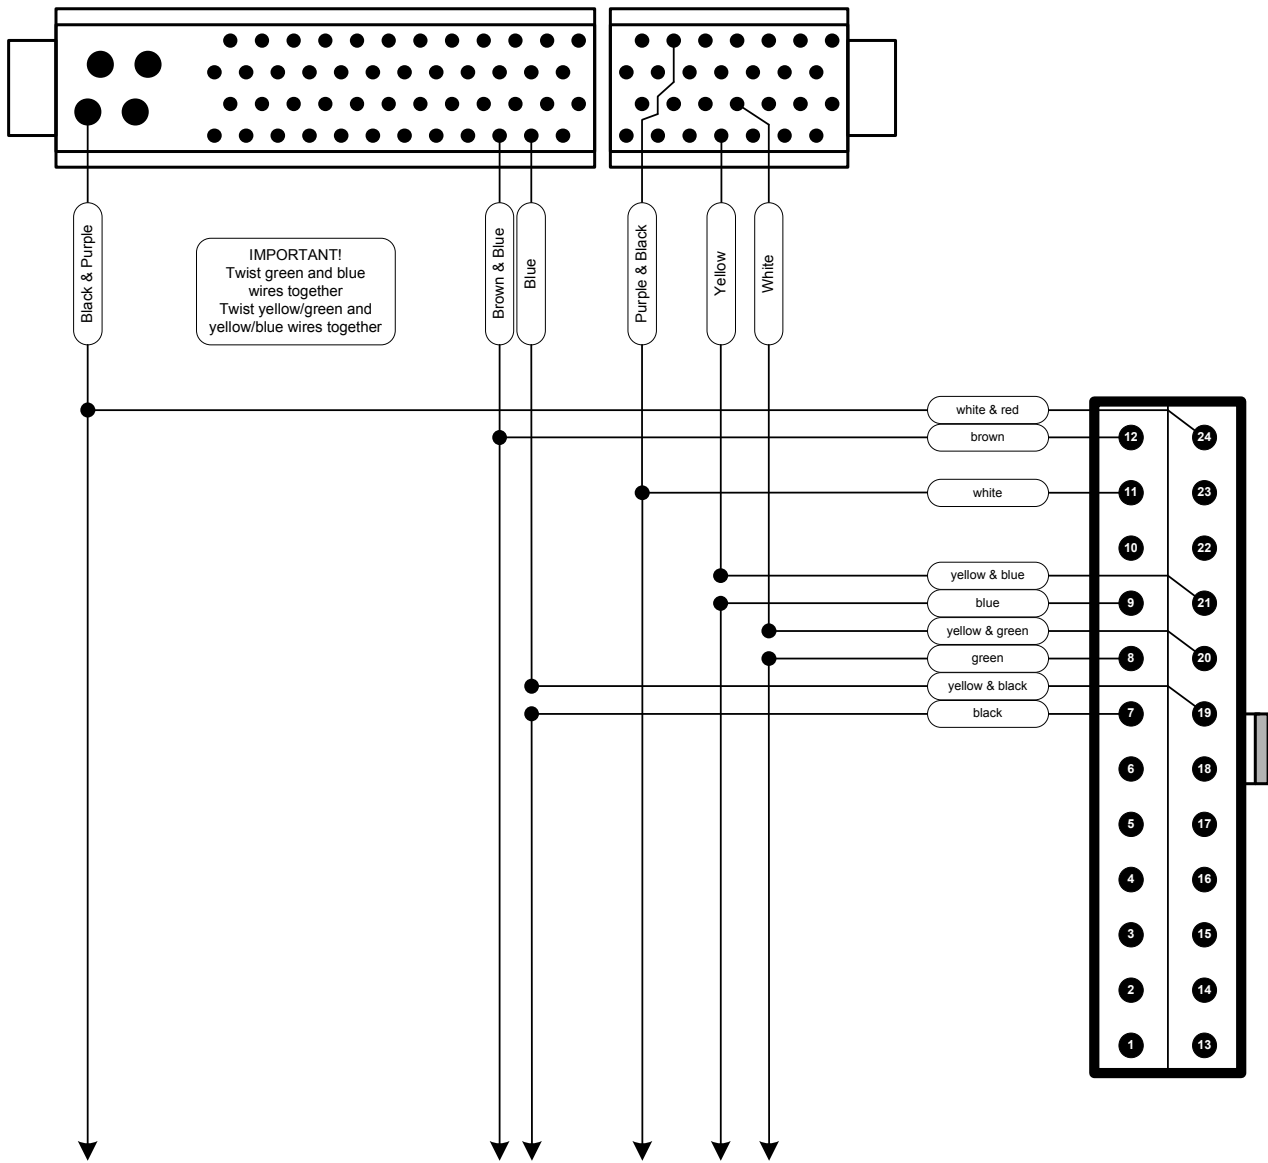 Black & Purple
IMPORTANT!
Twist green and blue
wires together
Twist yellow/green and
yellow/blue wires together
Brown & Blue
Blue
Purple & Black
Yellow
White
white & red
brown
12
24
white
11
23
10
22
yellow & blue
blue
9
21
yellow & green
green
8
20
yellow & black
black
7
19
6
18
5
17
4
16
3
15
2
14
1
13